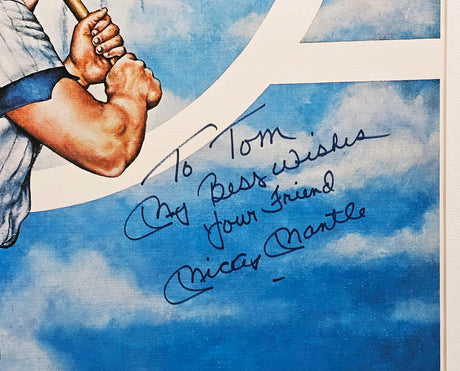 To Tom
My Best Wishes
Your Friend
Mickey Mantle